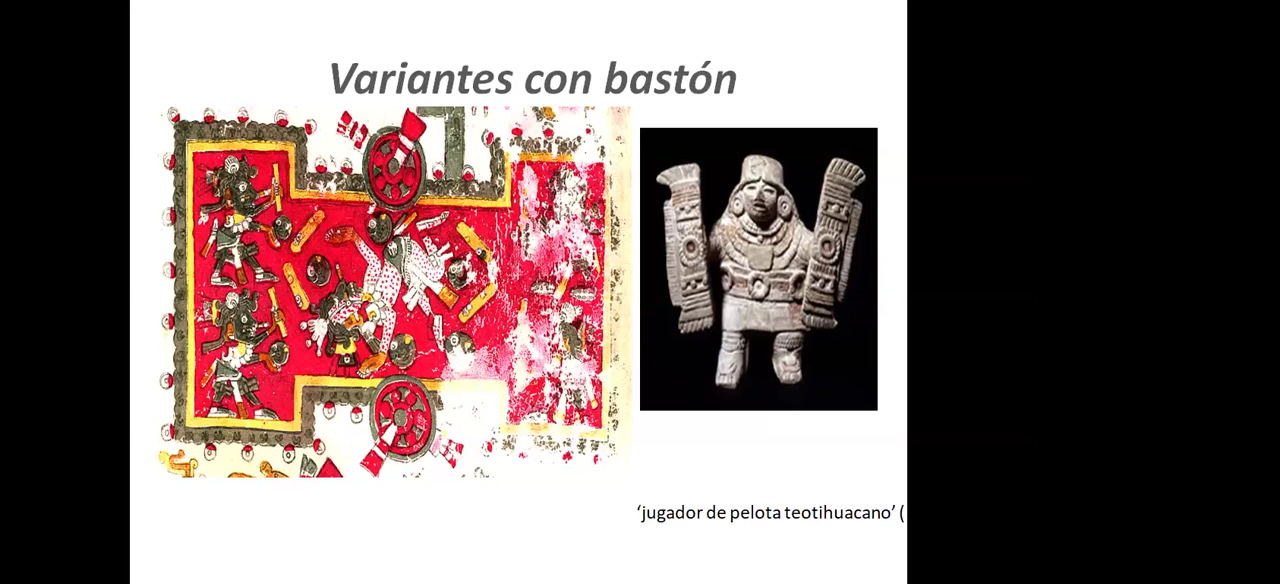 Variantes con bastón
‘jugador de pelota teotihuacano’ (